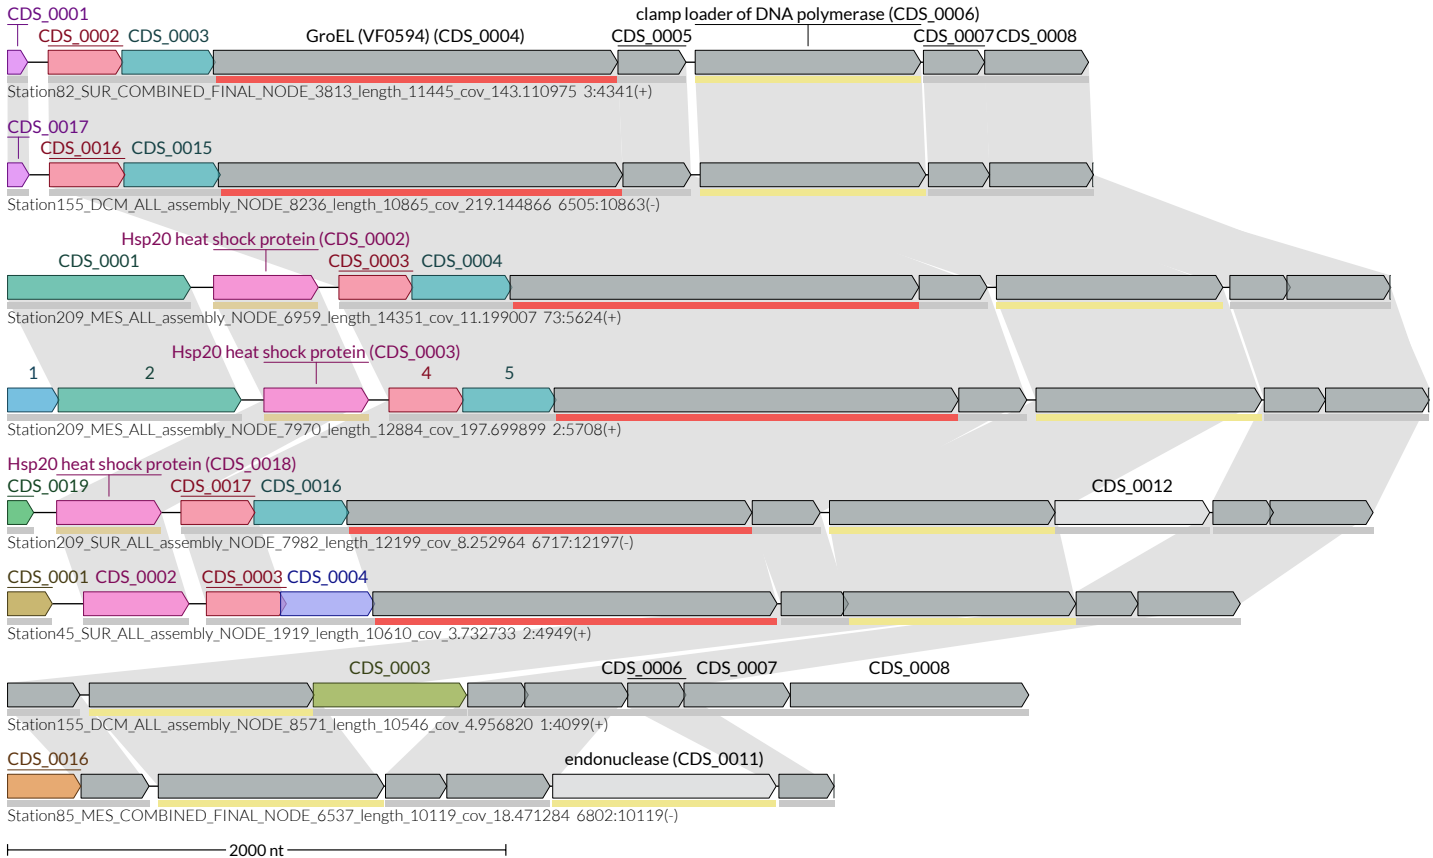 CDS_0001
clamp loader of DNA polymerase (CDS_0006)
CDS_0002 CDS_0003 GroEL (VF0594) (CDS_0004) CDS_0005 CDS_0007 CDS_0008
Station82_SUR_COMBINED_FINAL_NODE_3813_length_11445_cov_143.110975 3:4341(+)
CDS_0017
CDS_0016 CDS_0015
Station155_DCM_ALL_assembly_NODE_8236_length_10865_cov_219.144866 6505:10863(-)
Hsp20 heat shock protein (CDS_0002)
CDS_0001 CDS_0003 CDS_0004
Station209_MES_ALL_assembly_NODE_6959_length_14351_cov_11.199007 73:5624(+)
Hsp20 heat shock protein (CDS_0003)
1 2 4 5
Station209_MES_ALL_assembly_NODE_7970_length_12884_cov_197.699899 2:5708(+)
Hsp20 heat shock protein (CDS_0018)
CDS_0019 CDS_0017 CDS_0016 CDS_0012
Station209_SUR_ALL_assembly_NODE_7982_length_12199_cov_8.252964 6717:12197(-)
CDS_0001 CDS_0002 CDS_0003 CDS_0004
Station45_SUR_ALL_assembly_NODE_1919_length_10610_cov_3.732733 2:4949(+)
CDS_0003 CDS_0006 CDS_0007 CDS_0008
Station155_DCM_ALL_assembly_NODE_8571_length_10546_cov_4.956820 1:4099(+)
CDS_0016 endonuclease (CDS_0011)
Station85_MES_COMBINED_FINAL_NODE_6537_length_10119_cov_18.471284 6802:10119(-)
2000 nt